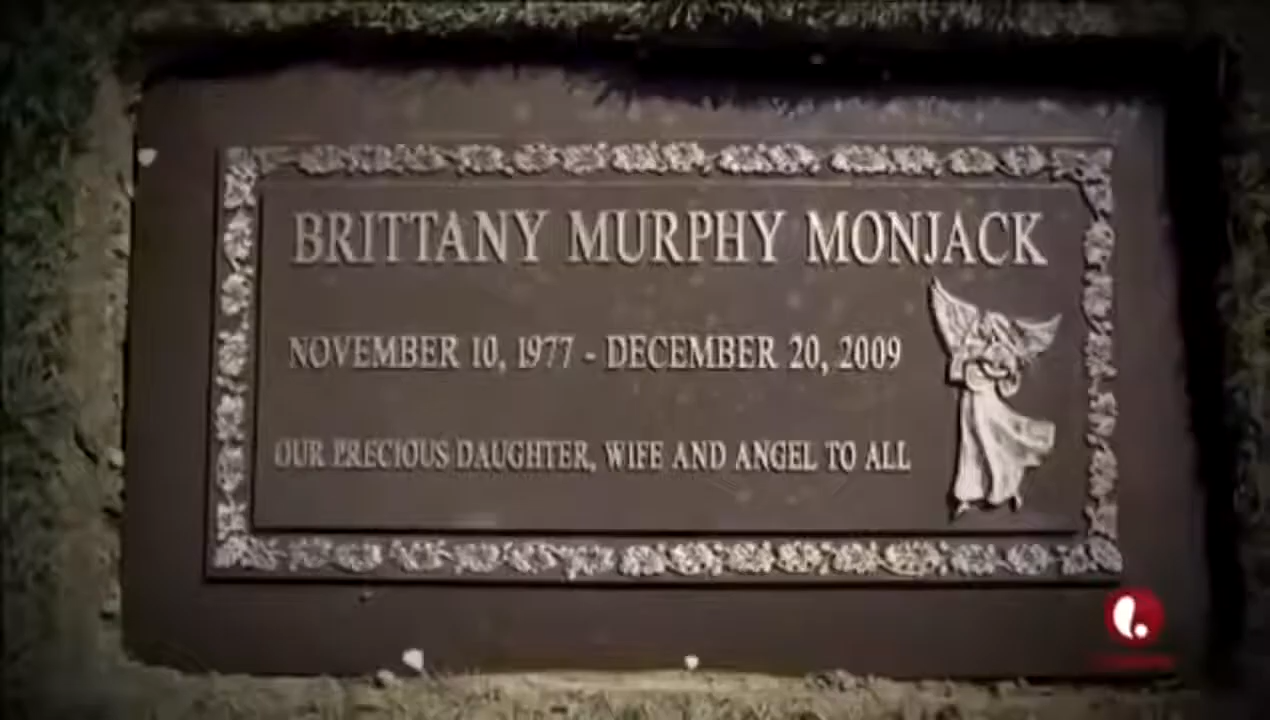 BRITTANY MURPHY MONJACK
NOVEMBER 10, 1977 - DECEMBER 20, 2009
OUR PRECIOUS DAUGHTER, WIFE AND ANGEL TO ALL